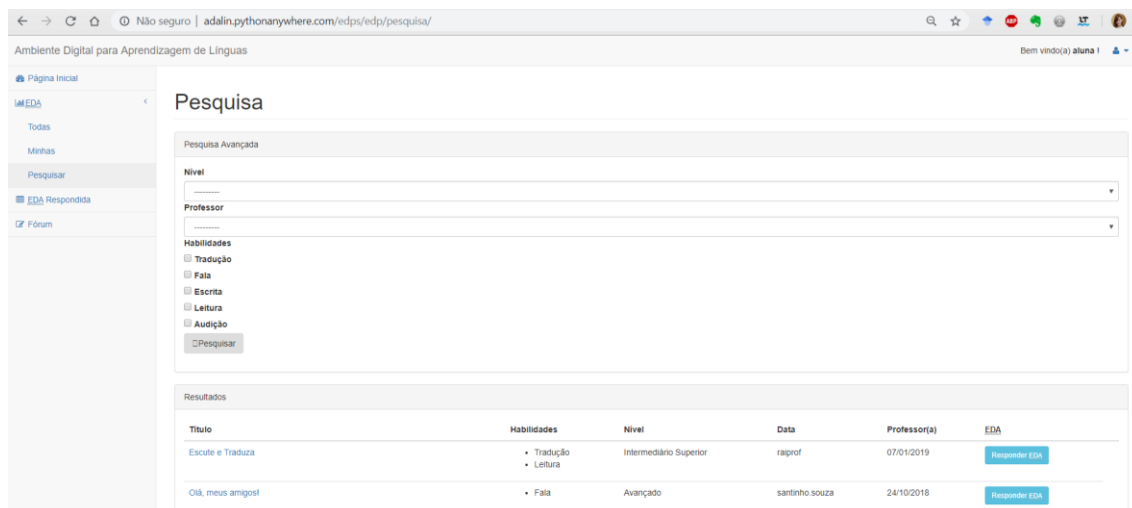 Não seguro | adalin.pythonanywhere.com/edps/edp/pesquisa/
Ambiente Digital para Aprendizagem de Línguas
Bem vindo(a) aluna !
Página Inicial
EDA
Todas
Minhas
Pesquisar
EDA Respondida
Fórum
Pesquisa
Pesquisa Avançada
Nível
---------
Professor
---------
Habilidades
Tradução
Fala
Escrita
Leitura
Audição
Pesquisar
Resultados
Título Habilidades Nível Data Professor(a) EDA
Escute e Traduza • Tradução Intermediário Superior raiprof 07/01/2019 Responder EDA
• Leitura
Olá, meus amigos! • Fala Avançado santinho.souza 24/10/2018 Responder EDA